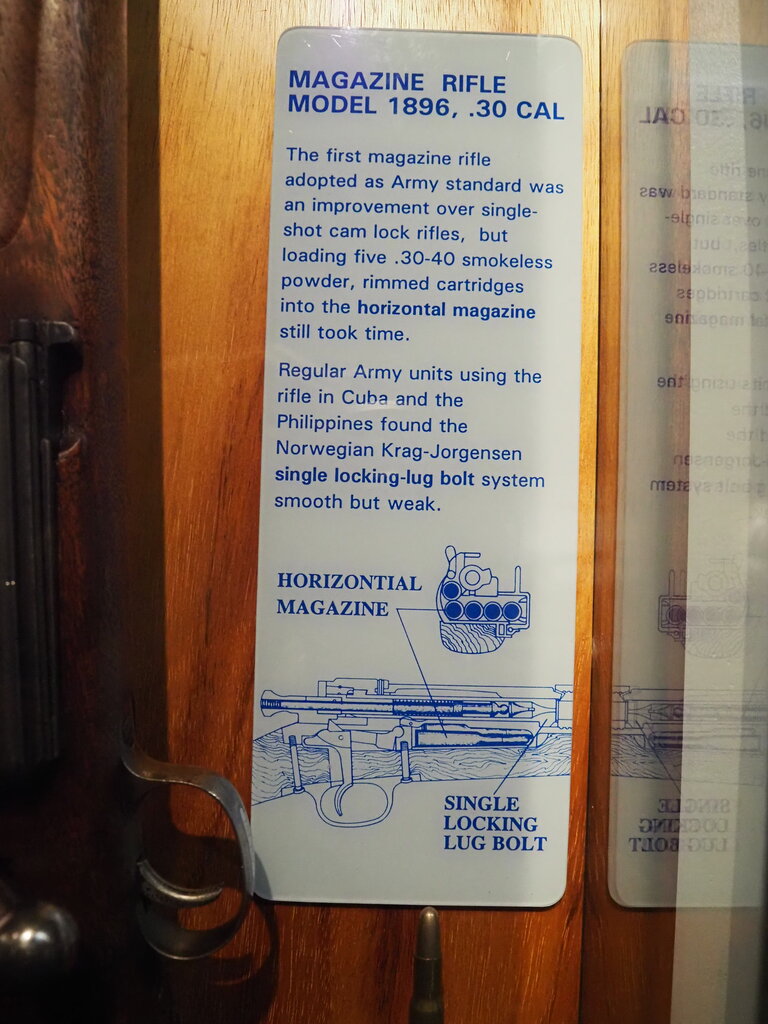 MAGAZINE RIFLE
MODEL 1896, .30 CAL
The first magazine rifle
adopted as Army standard was
an improvement over single-
shot cam lock rifles, but
loading five .30-40 smokeless
powder, rimmed cartridges
into the horizontal magazine
still took time.
Regular Army units using the
rifle in Cuba and the
Philippines found the
Norwegian Krag-Jorgensen
single locking-lug bolt system
smooth but weak.
HORIZONTIAL
MAGAZINE
SINGLE
LOCKING
LUG BOLT